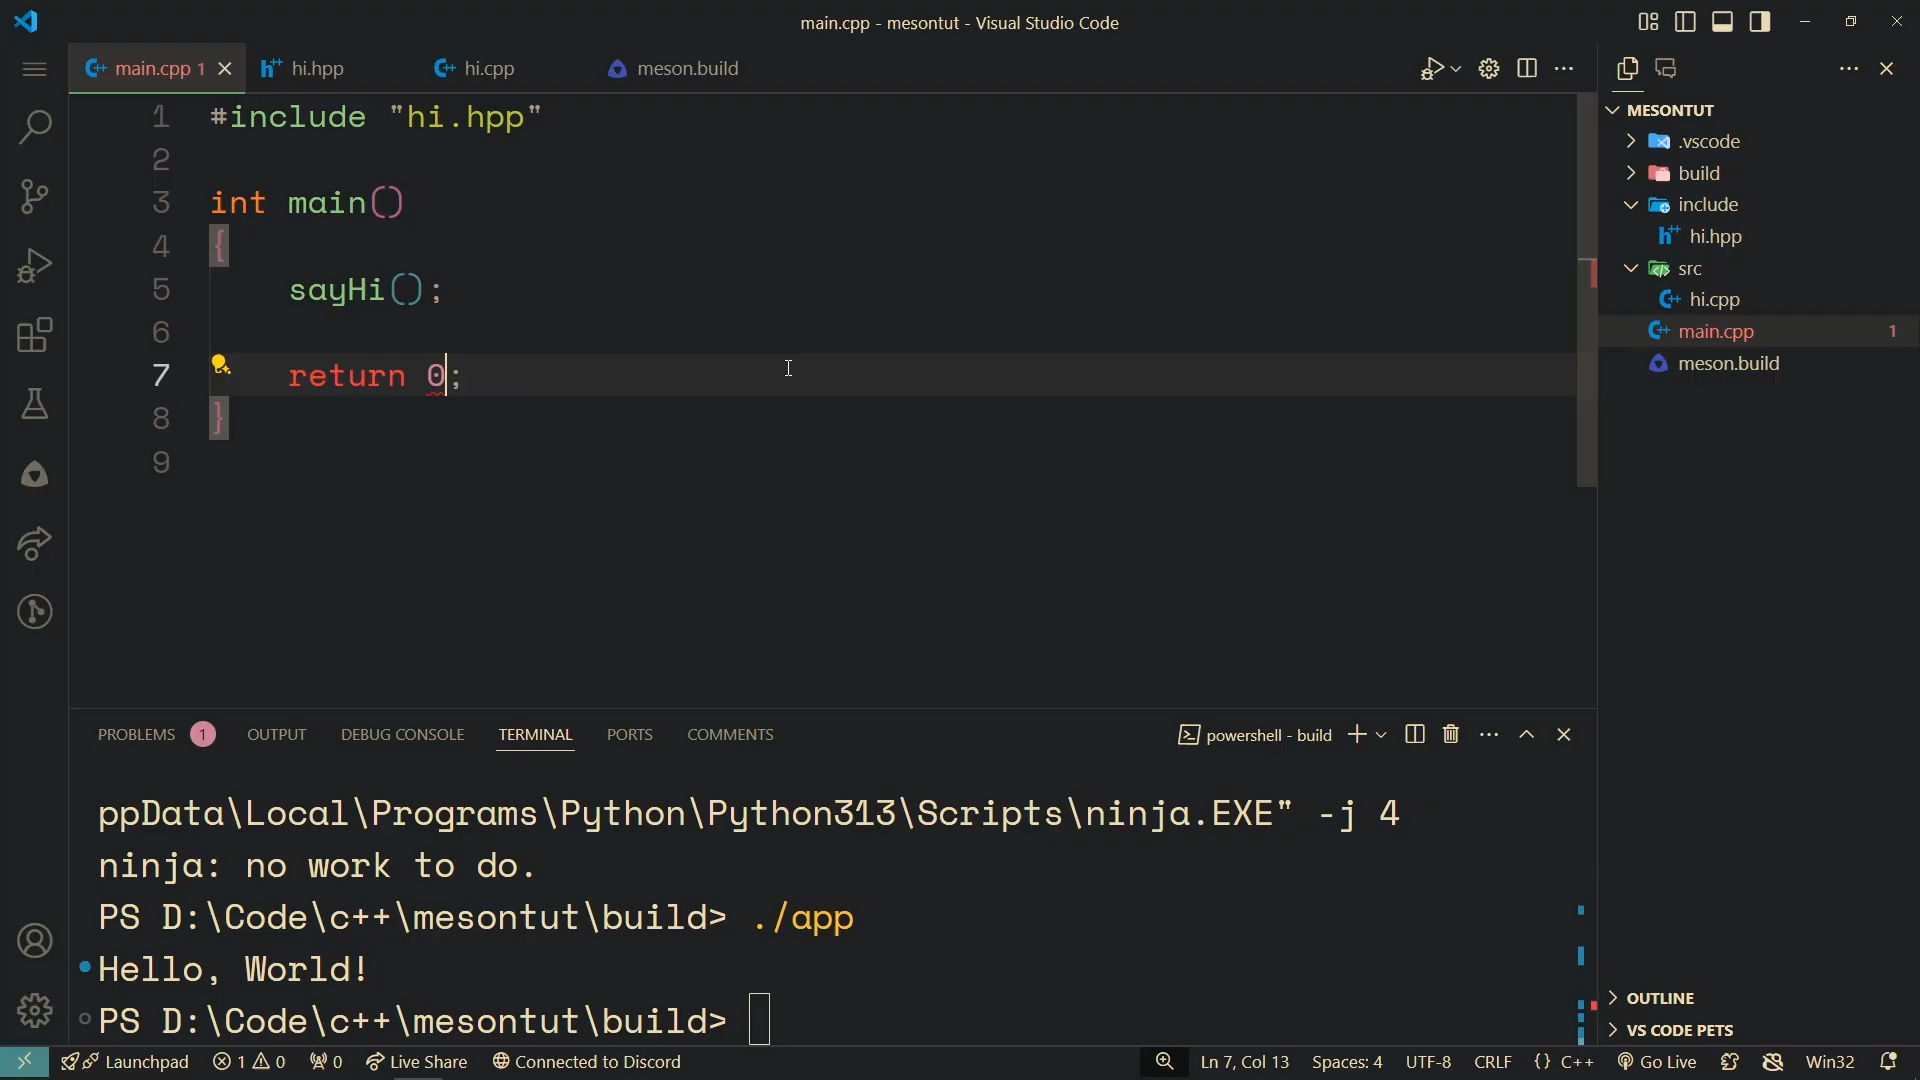 main.cpp - mesontut - Visual Studio Code
main.cpp 1
hi.hpp
hi.cpp
meson.build
1 #include "hi.hpp"
2
3 int main()
4 {
5 sayHi();
6
7 return 0;
8 }
9
MESONTUT
.vscode
build
include
hi.hpp
src
hi.cpp
main.cpp 1
meson.build
OUTLINE
VS CODE PETS
PROBLEMS 1 OUTPUT DEBUG CONSOLE TERMINAL PORTS COMMENTS
powershell - build
ppData\Local\Programs\Python\Python313\Scripts\ninja.EXE" -j 4
ninja: no work to do.
PS D:\Code\c++\mesontut\build> ./app
Hello, World!
PS D:\Code\c++\mesontut\build>
Launchpad 1 0 0 Live Share Connected to Discord Ln 7, Col 13 Spaces: 4 UTF-8 CRLF {} C++ Go Live Win32